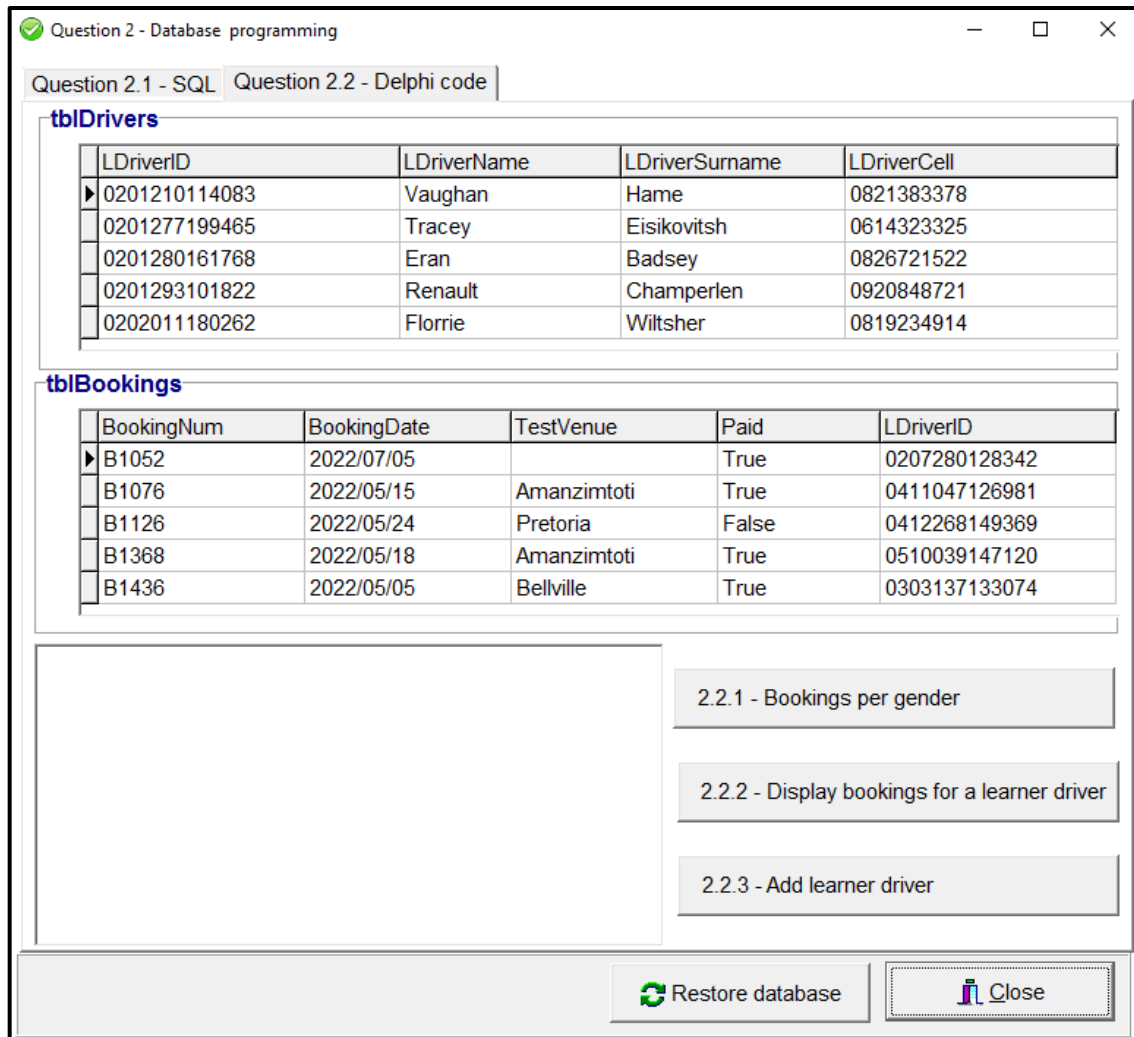 Question 2 - Database programming
Question 2.1 - SQL Question 2.2 - Delphi code
tblDrivers
LDriverID LDriverName LDriverSurname LDriverCell
0201210114083 Vaughan Hame 0821383378
0201277199465 Tracey Eisikovitsh 0614323325
0201280161768 Eran Badsey 0826721522
0201293101822 Renault Champerlen 0920848721
0202011180262 Florrie Wiltsher 0819234914
tblBookings
BookingNum BookingDate TestVenue Paid LDriverID
B1052 2022/07/05 True 0207280128342
B1076 2022/05/15 Amanzimtoti True 0411047126981
B1126 2022/05/24 Pretoria False 0412268149369
B1368 2022/05/18 Amanzimtoti True 0510039147120
B1436 2022/05/05 Bellville True 0303137133074
2.2.1 - Bookings per gender
2.2.2 - Display bookings for a learner driver
2.2.3 - Add learner driver
Restore database Close